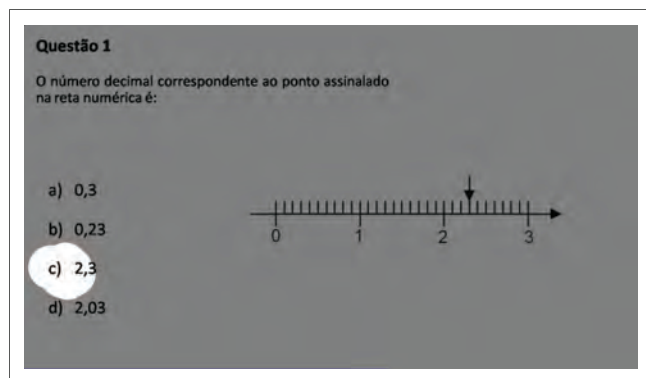 Questão 1
O número decimal correspondente ao ponto assinalado
na reta numérica é:
a) 0,3
b) 0,23
c) 2,3
d) 2,03
0 1 2 3